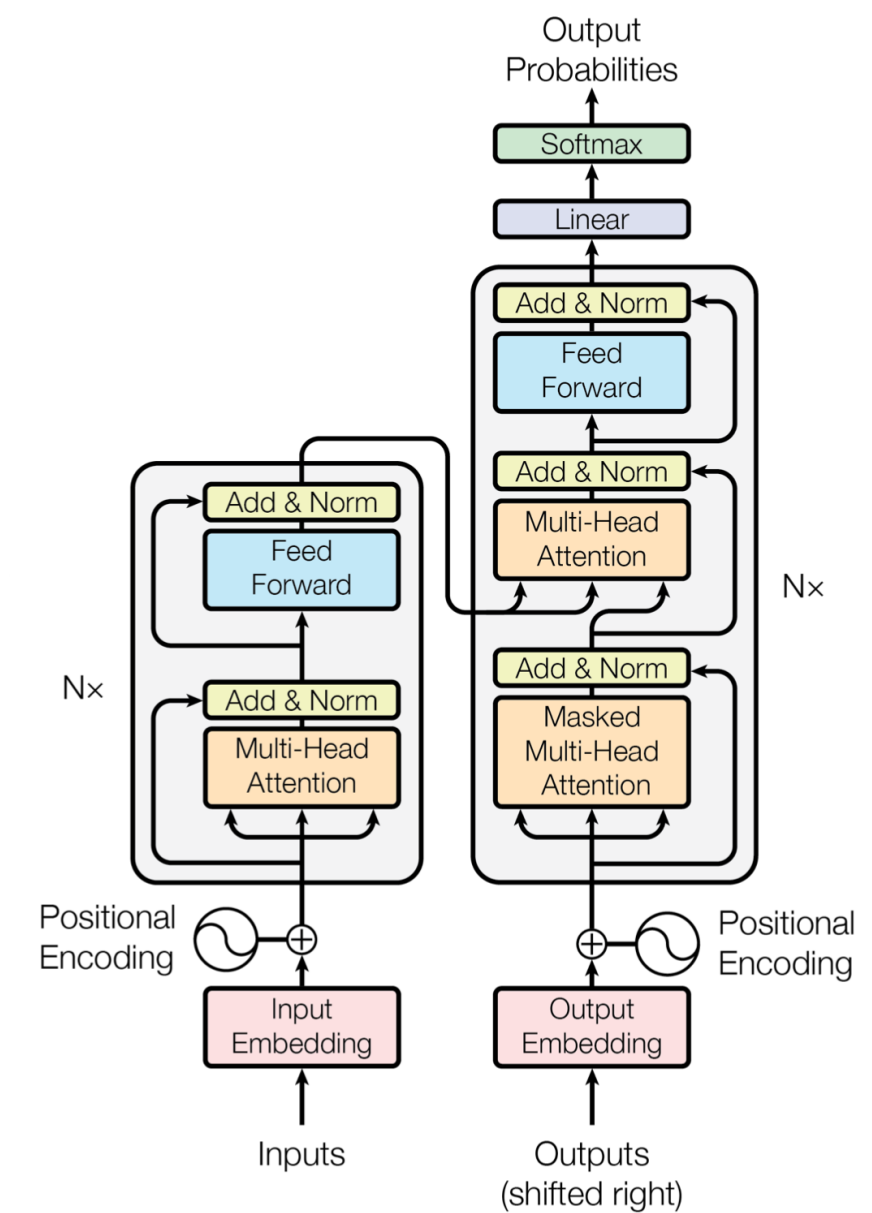 Output
Probabilities
Softmax
Linear
Add & Norm
Feed
Forward
Add & Norm
Multi-Head
Attention
Add & Norm
Masked
Multi-Head
Attention
N×
Add & Norm
Feed
Forward
Add & Norm
Multi-Head
Attention
N×
Positional
Encoding
Positional
Encoding
Input
Embedding
Output
Embedding
Inputs
Outputs
(shifted right)